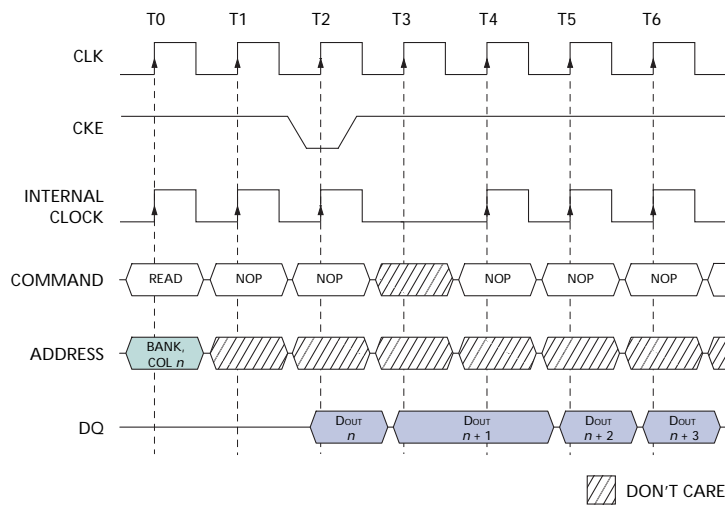 T0 T1 T2 T3 T4 T5 T6
CLK
CKE
INTERNAL
CLOCK
COMMAND READ NOP NOP NOP NOP NOP
ADDRESS BANK,
COL n
DQ DOUT DOUT DOUT DOUT
n n + 1 n + 2 n + 3
DON'T CARE